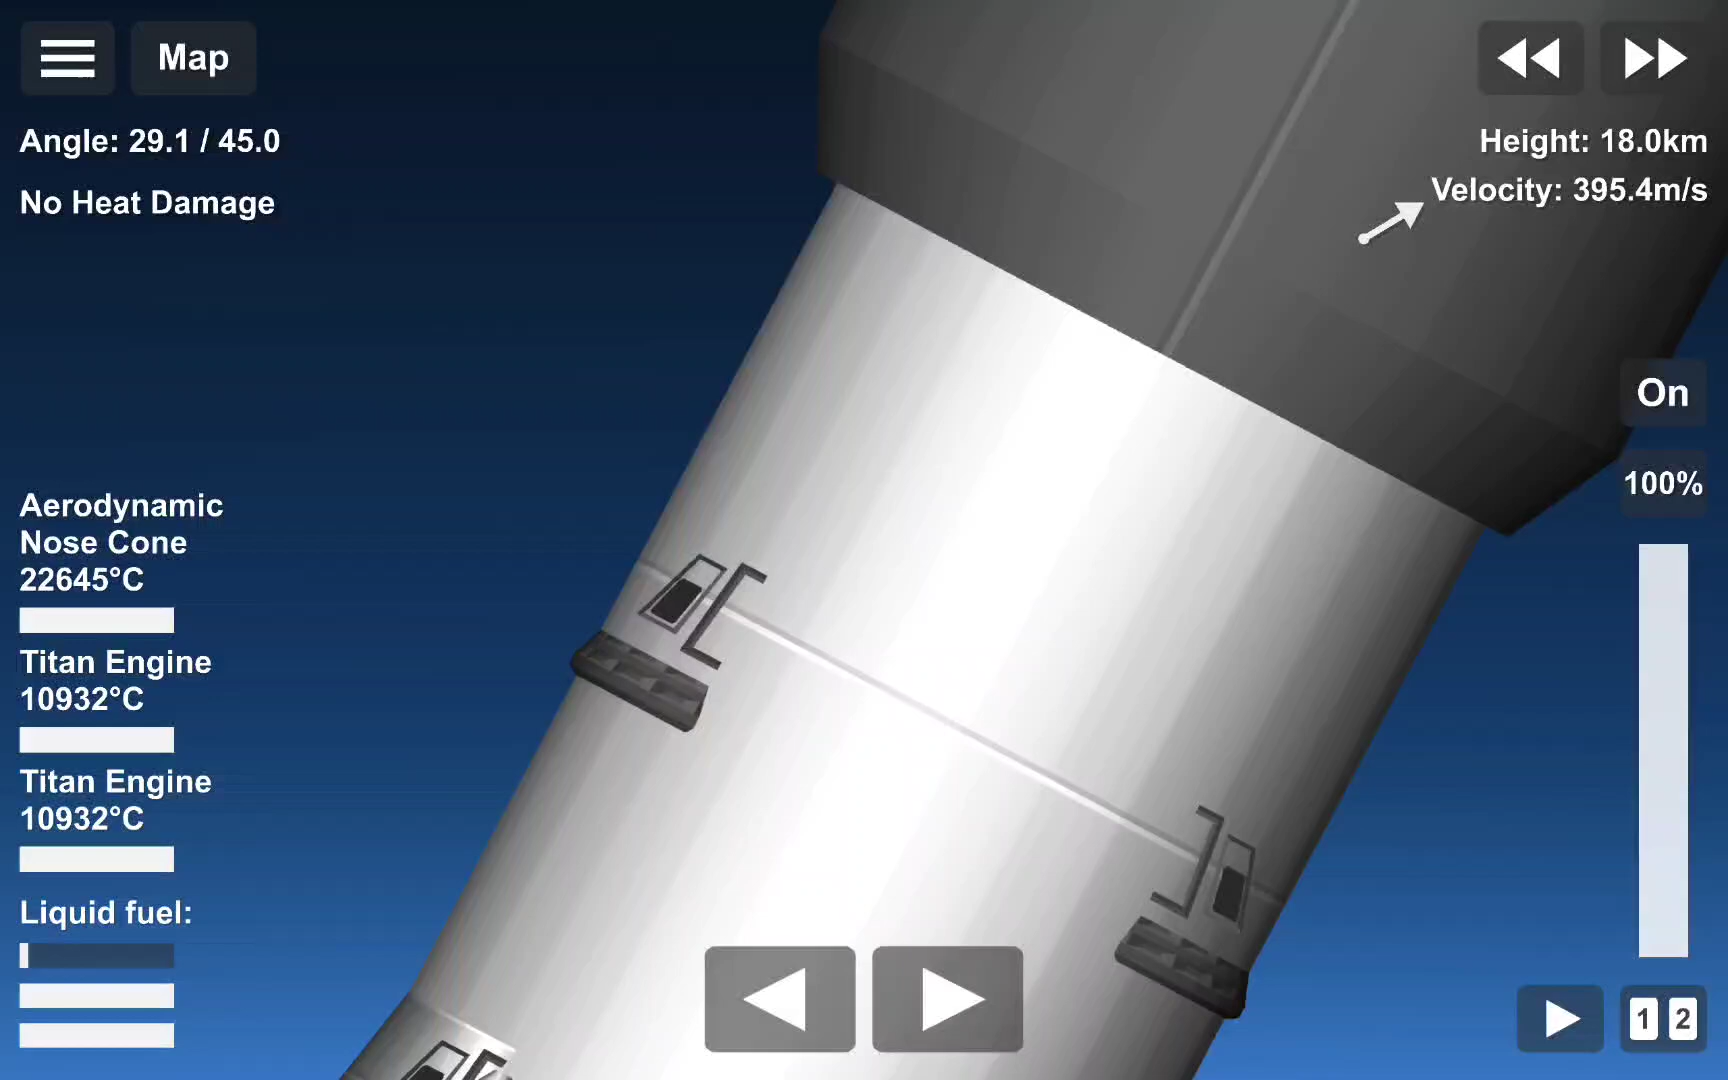 Map
Angle: 29.1 / 45.0
No Heat Damage
Height: 18.0km
Velocity: 395.4m/s
On
100%
Aerodynamic
Nose Cone
22645°C
Titan Engine
10932°C
Titan Engine
10932°C
Liquid fuel:
1 2